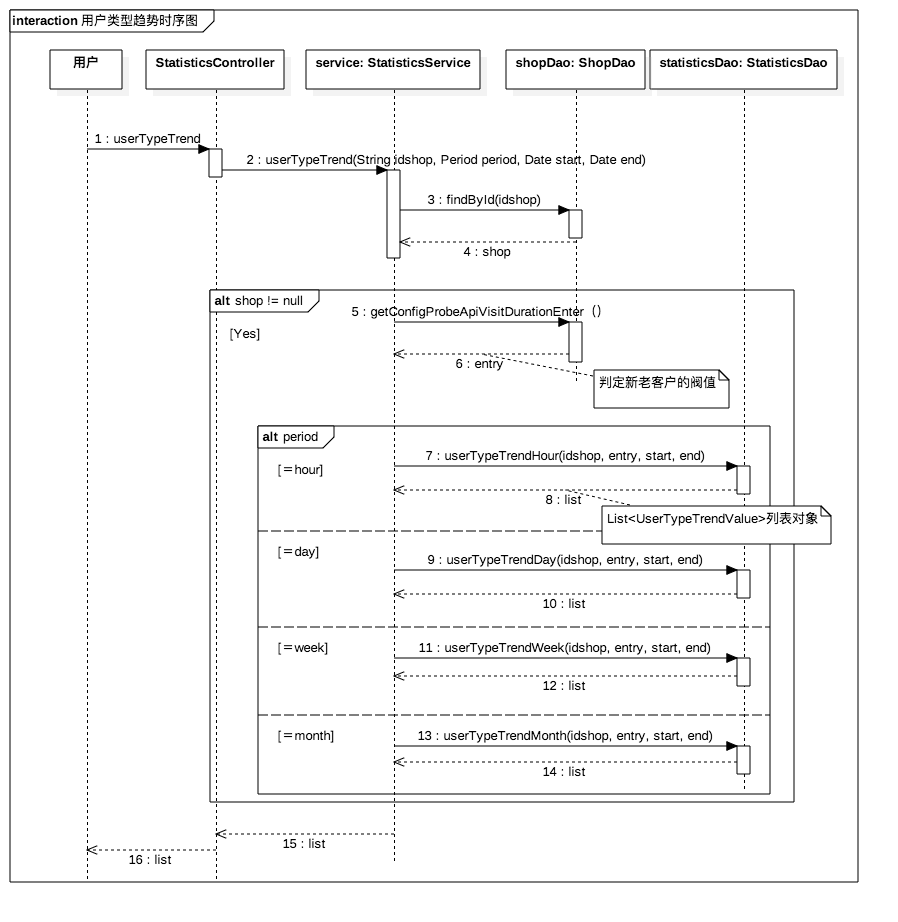 interaction 用户类型趋势时序图
用户
StatisticsController
service: StatisticsService
shopDao: ShopDao
statisticsDao: StatisticsDao
1 : userTypeTrend
2 : userTypeTrend(String idshop, Period period, Date start, Date end)
3 : findById(idshop)
4 : shop
alt shop != null
5 : getConfigProbeApiVisitDurationEnter（）
[Yes]
6 : entry
判定新老客户的阀值
alt period
7 : userTypeTrendHour(idshop, entry, start, end)
[＝hour]
8 : list
List<UserTypeTrendValue>列表对象
[＝day]
9 : userTypeTrendDay(idshop, entry, start, end)
10 : list
[＝week]
11 : userTypeTrendWeek(idshop, entry, start, end)
12 : list
[＝month]
13 : userTypeTrendMonth(idshop, entry, start, end)
14 : list
15 : list
16 : list